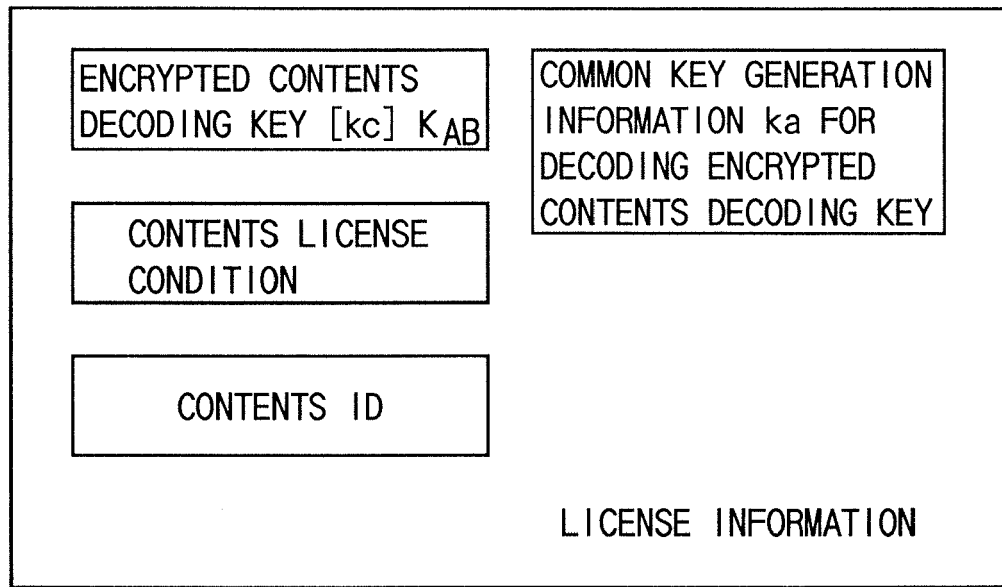 ENCRYPTED CONTENTS
DECODING KEY [kc] KAB
CONTENTS LICENSE
CONDITION
CONTENTS ID
COMMON KEY GENERATION
INFORMATION ka FOR
DECODING ENCRYPTED
CONTENTS DECODING KEY
LICENSE INFORMATION